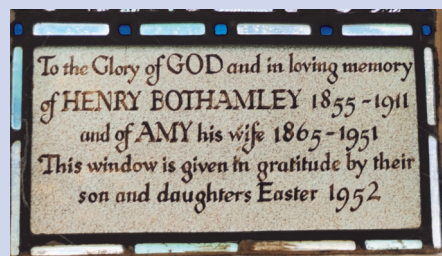 To the Glory of GOD and in loving memory
of HENRY BOTHAMLEY 1855-1911
and of AMY his wife 1865-1951
This window is given in gratitude by their
son and daughters Easter 1952